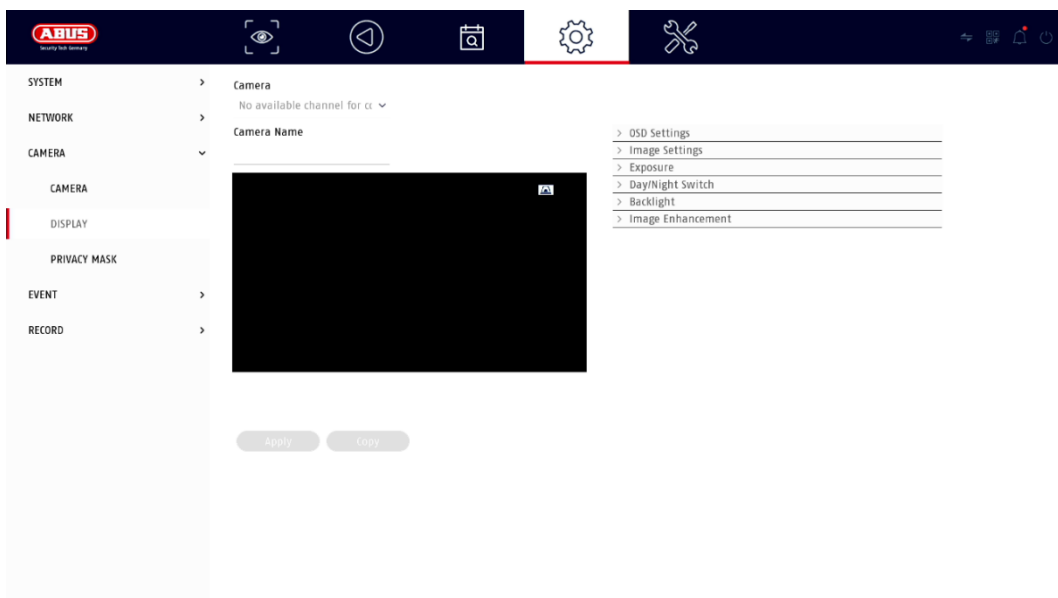 ABUS
Security Tech Germany
SYSTEM
NETWORK
CAMERA
CAMERA
DISPLAY
PRIVACY MASK
EVENT
RECORD
Camera
No available channel for cc
Camera Name
OSD Settings
Image Settings
Exposure
Day/Night Switch
Backlight
Image Enhancement
Apply Copy